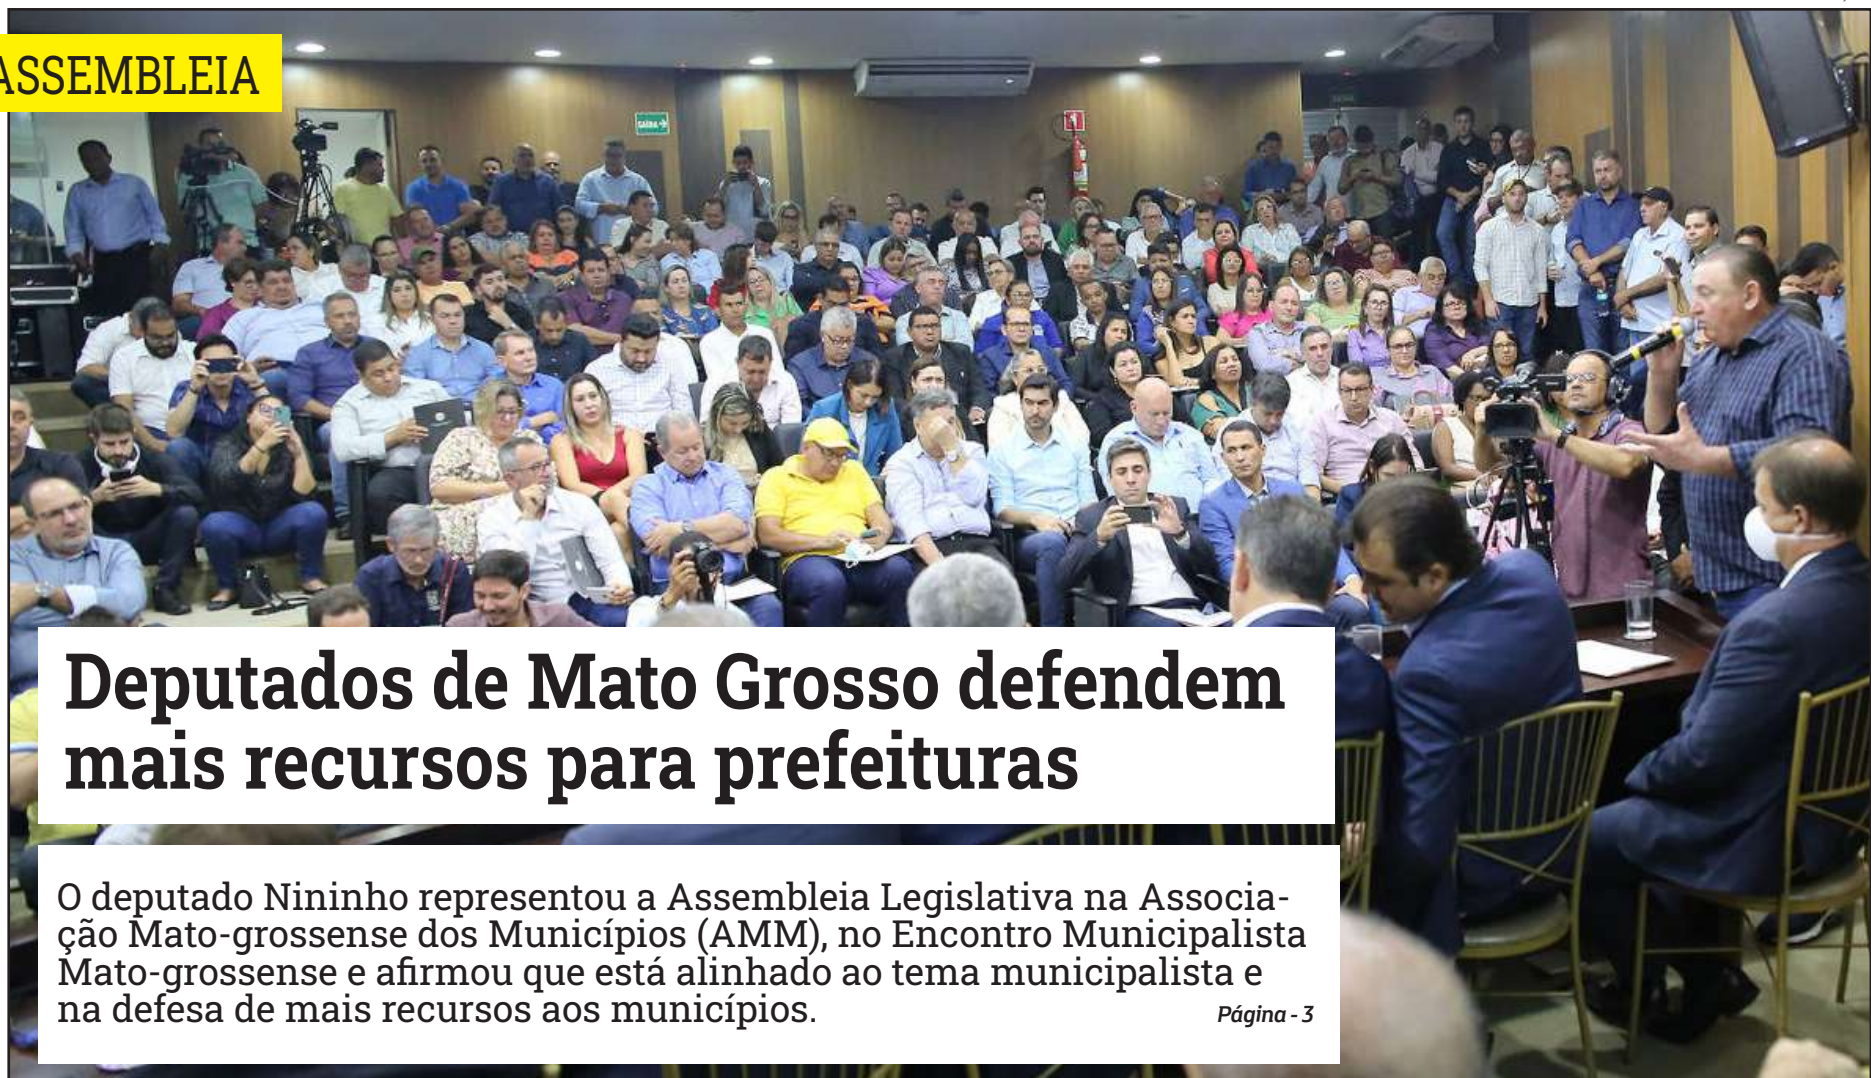 ASSEMBLEIA
SAÍDA
Deputados de Mato Grosso defendem
mais recursos para prefeituras
O deputado Nininho representou a Assembleia Legislativa na Associa-
ção Mato-grossense dos Municípios (AMM), no Encontro Municipalista
Mato-grossense e afirmou que está alinhado ao tema municipalista e
na defesa de mais recursos aos municípios.
Página - 3